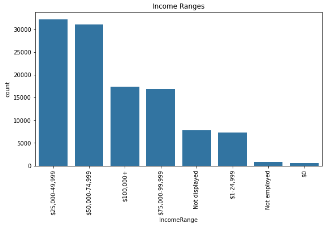 Income Ranges
30000
25000
20000
15000
10000
5000
0
count
$25,000-49,999
$50,000-74,999
$100,000+
$75,000-99,999
Not displayed
$1-24,999
Not employed
$0
IncomeRange